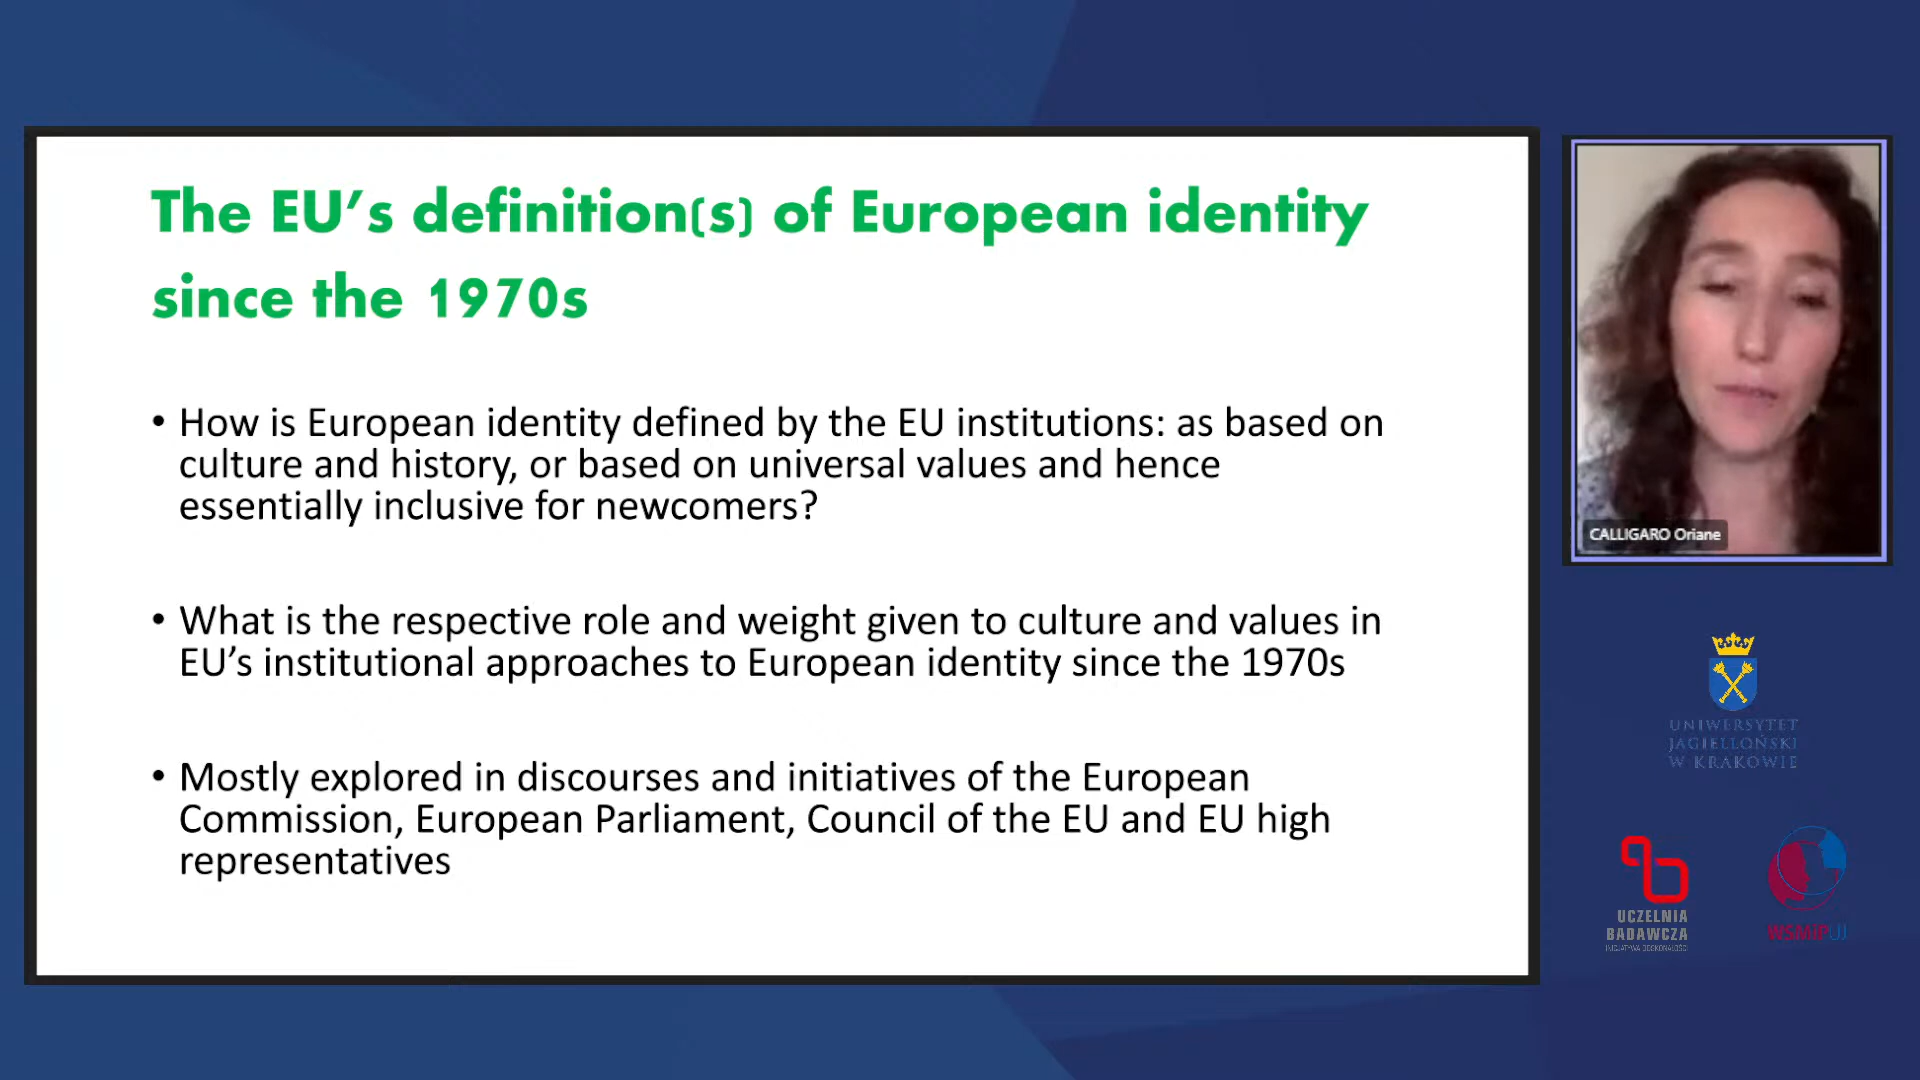 The EU’s definition(s) of European identity
since the 1970s
• How is European identity defined by the EU institutions: as based on
culture and history, or based on universal values and hence
essentially inclusive for newcomers?
• What is the respective role and weight given to culture and values in
EU’s institutional approaches to European identity since the 1970s
• Mostly explored in discourses and initiatives of the European
Commission, European Parliament, Council of the EU and EU high
representatives
CALLIGARO Oriane
UNIWERSYTET
JAGIELLOŃSKI
W KRAKOWIE
UCZELNIA
BADAWCZA
INICJATYWA DOSKONAŁOŚCI
WSMiPUJ